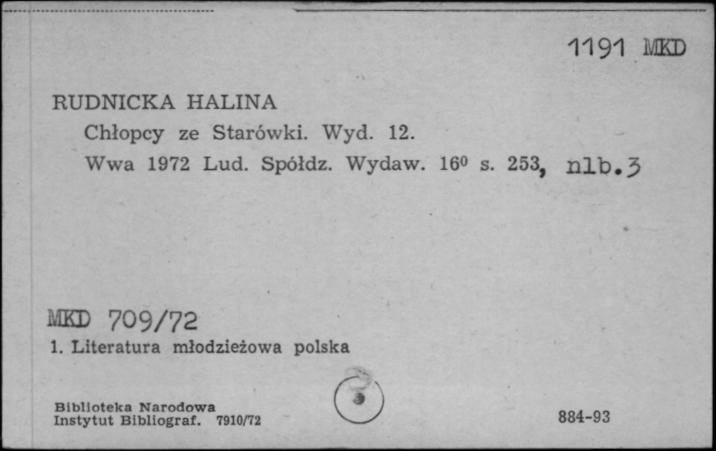 1191 MKD
RUDNICKA HALINA
Chłopcy ze Starówki. Wyd. 12.
Wwa 1972 Lud. Spółdz. Wydaw. 16⁰ s. 253, nlb.3
MKD 709/72
1. Literatura młodzieżowa polska
Biblioteka Narodowa
Instytut Bibliograf. 7910/72
884-93